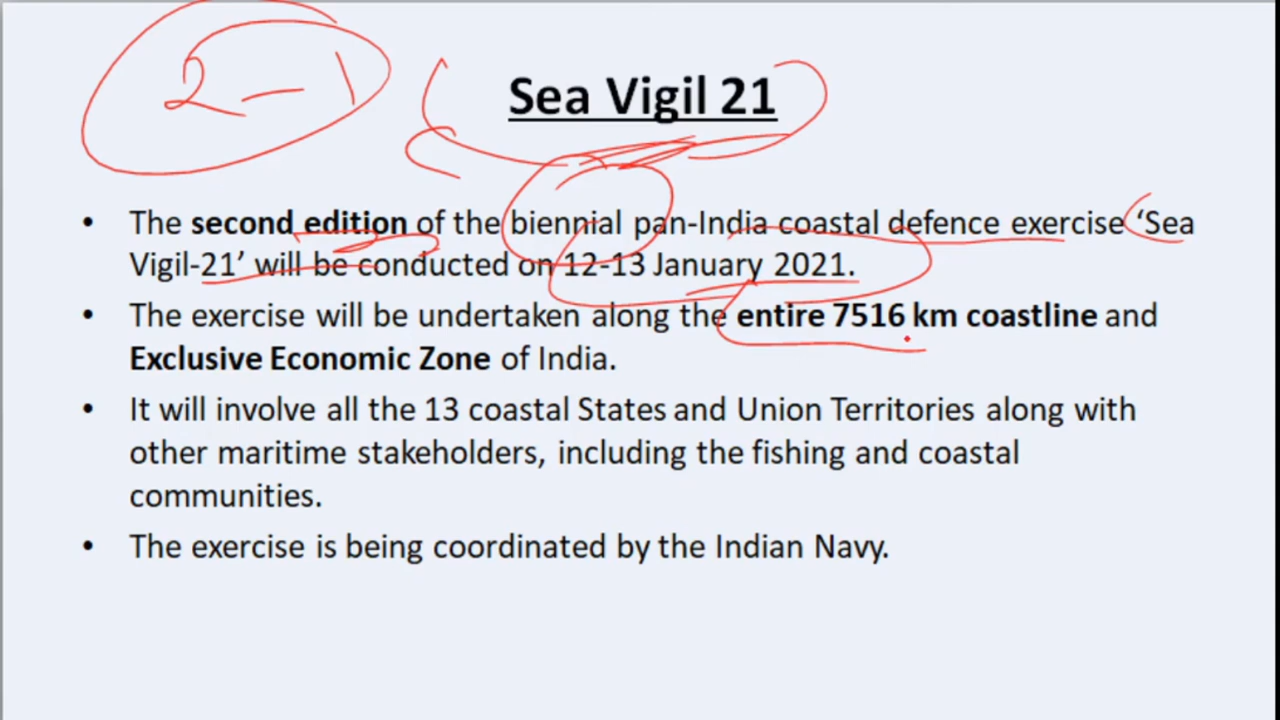 2 – 1
Sea Vigil 21
• The second edition of the biennial pan-India coastal defence exercise ‘Sea
Vigil-21’ will be conducted on 12-13 January 2021.
• The exercise will be undertaken along the entire 7516 km coastline and
Exclusive Economic Zone of India.
• It will involve all the 13 coastal States and Union Territories along with
other maritime stakeholders, including the fishing and coastal
communities.
• The exercise is being coordinated by the Indian Navy.